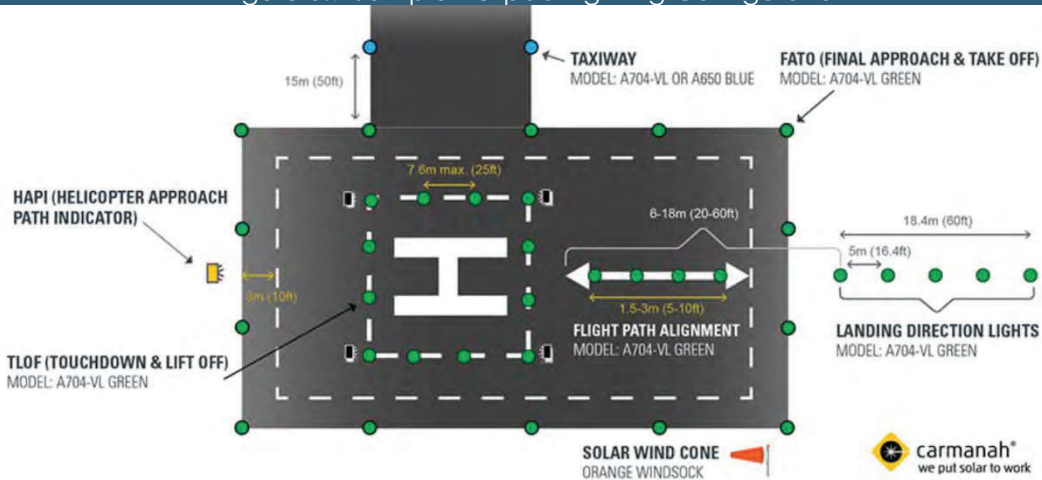 TAXIWAY
MODEL: A704-VL OR A650 BLUE
FATO (FINAL APPROACH & TAKE OFF)
MODEL: A704-VL GREEN
15m (50ft)
7.6m max. (25ft)
HAPI (HELICOPTER APPROACH
PATH INDICATOR)
6-18m (20-60ft)
18.4m (60ft)
5m (16.4ft)
3m (10ft)
H
1.5-3m (5-10ft)
FLIGHT PATH ALIGNMENT
MODEL: A704-VL GREEN
LANDING DIRECTION LIGHTS
MODEL: A704-VL GREEN
TLOF (TOUCHDOWN & LIFT OFF)
MODEL: A704-VL GREEN
SOLAR WIND CONE
ORANGE WINDSOCK
carmanah®
we put solar to work